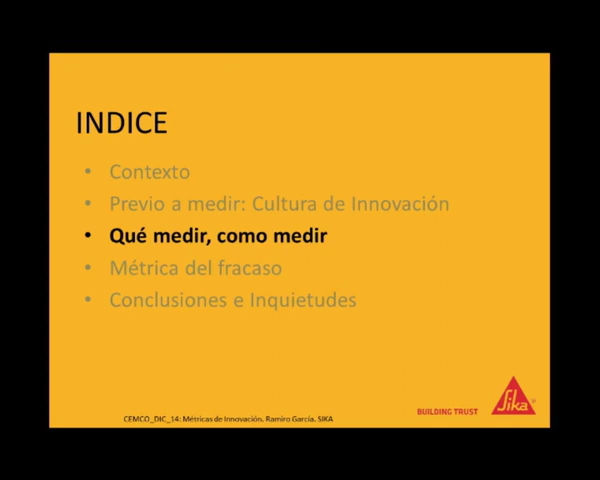 INDICE
• Contexto
• Previo a medir: Cultura de Innovación
• Qué medir, como medir
• Métrica del fracaso
• Conclusiones e Inquietudes
CEMCO_DIC_14: Métricas de Innovación. Ramiro García. SIKA
BUILDING TRUST
Sika®